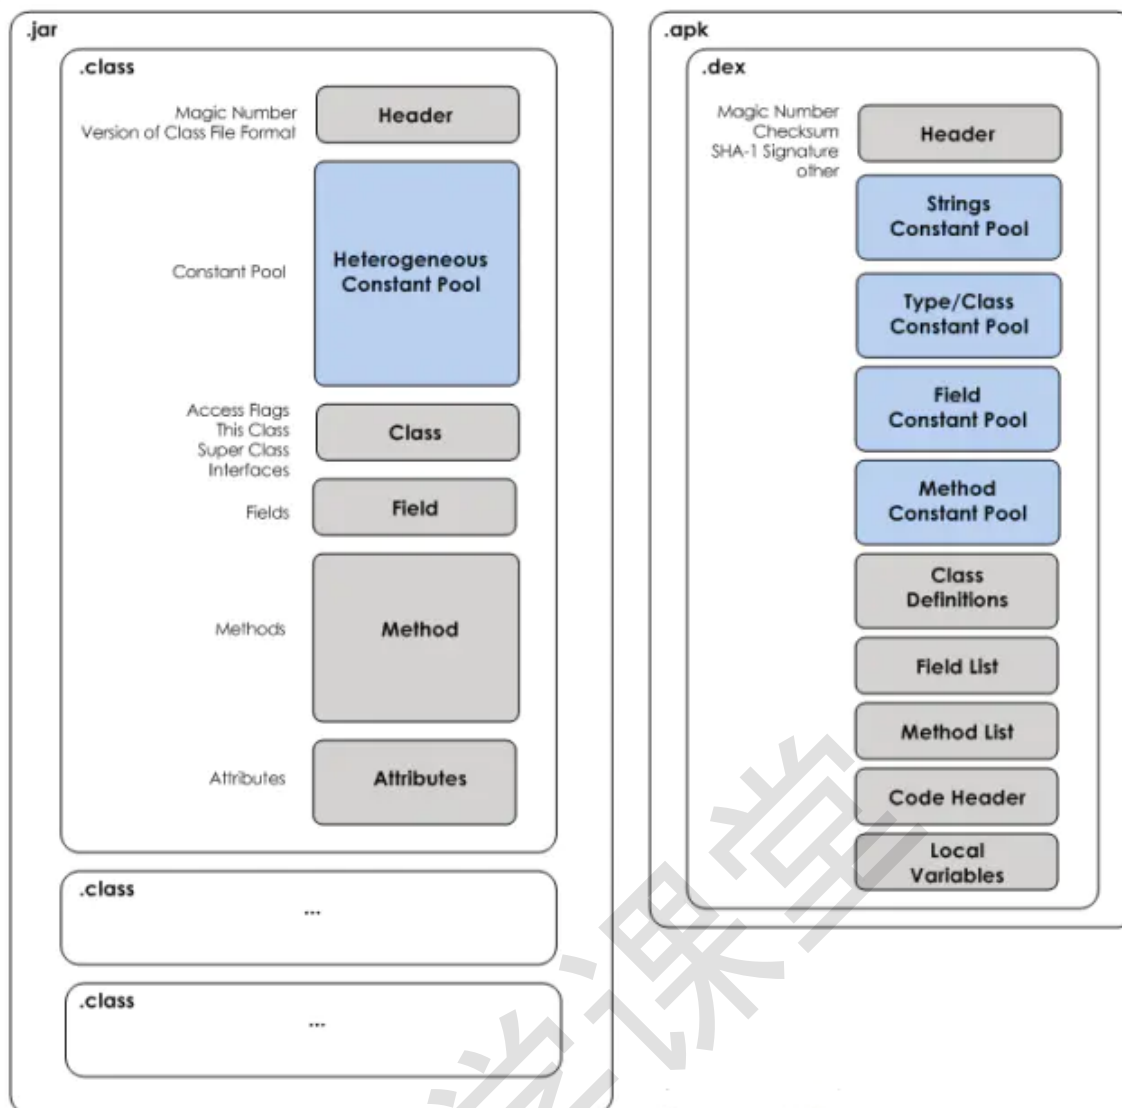 .jar
.class
Magic Number
Version of Class File Format
Header
Constant Pool
Heterogeneous
Constant Pool
Access Flags
This Class
Super Class
Interfaces
Class
Fields
Field
Methods
Method
Attributes
Attributes
.class
...
.class
...
.apk
.dex
Magic Number
Checksum
SHA-1 Signature
other
Header
Strings
Constant Pool
Type/Class
Constant Pool
Field
Constant Pool
Method
Constant Pool
Class
Definitions
Field List
Method List
Code Header
Local
Variables
学课堂